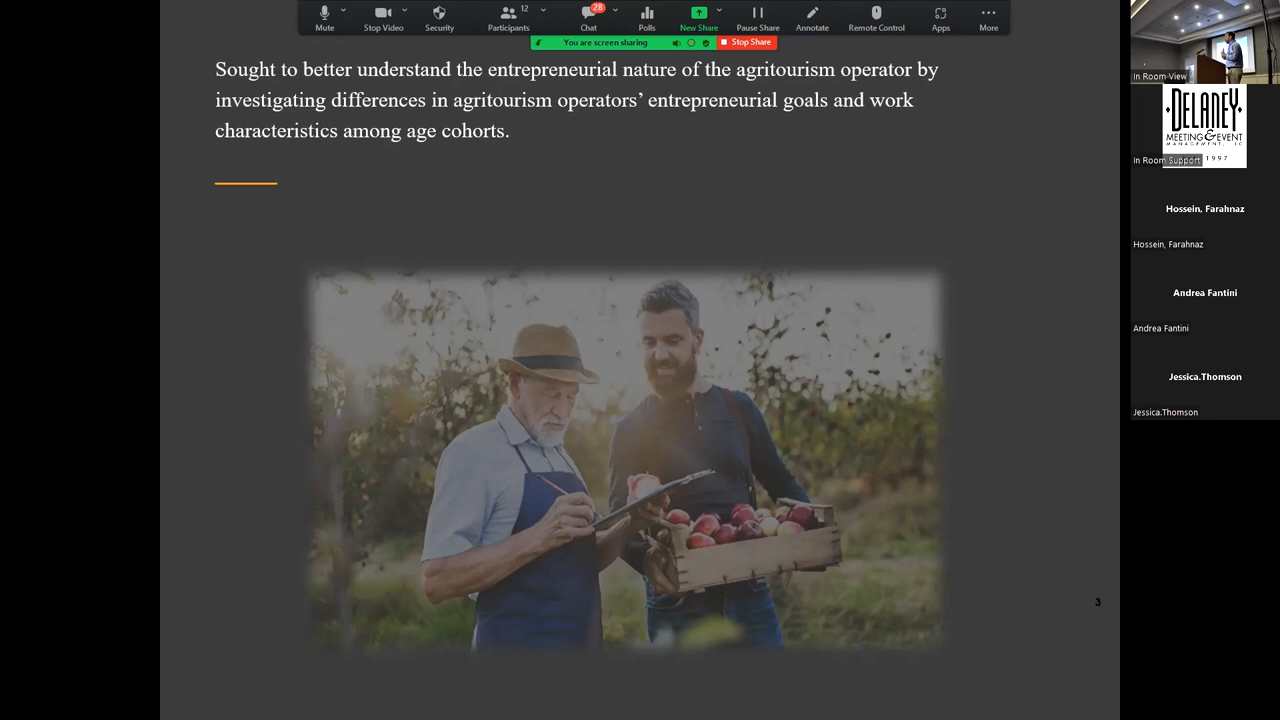 Mute
Stop Video
Security
Participants
12
Chat
28
Polls
New Share
Pause Share
Annotate
Remote Control
Apps
More
You are screen sharing
Stop Share
Sought to better understand the entrepreneurial nature of the agritourism operator by
investigating differences in agritourism operators’ entrepreneurial goals and work
characteristics among age cohorts.
3
In Room View
DELANEY
MEETING & EVENT
MANAGEMENT, LLC
1997
In Room Support
Hossein, Farahnaz
Hossein, Farahnaz
Andrea Fantini
Andrea Fantini
Jessica.Thomson
Jessica.Thomson